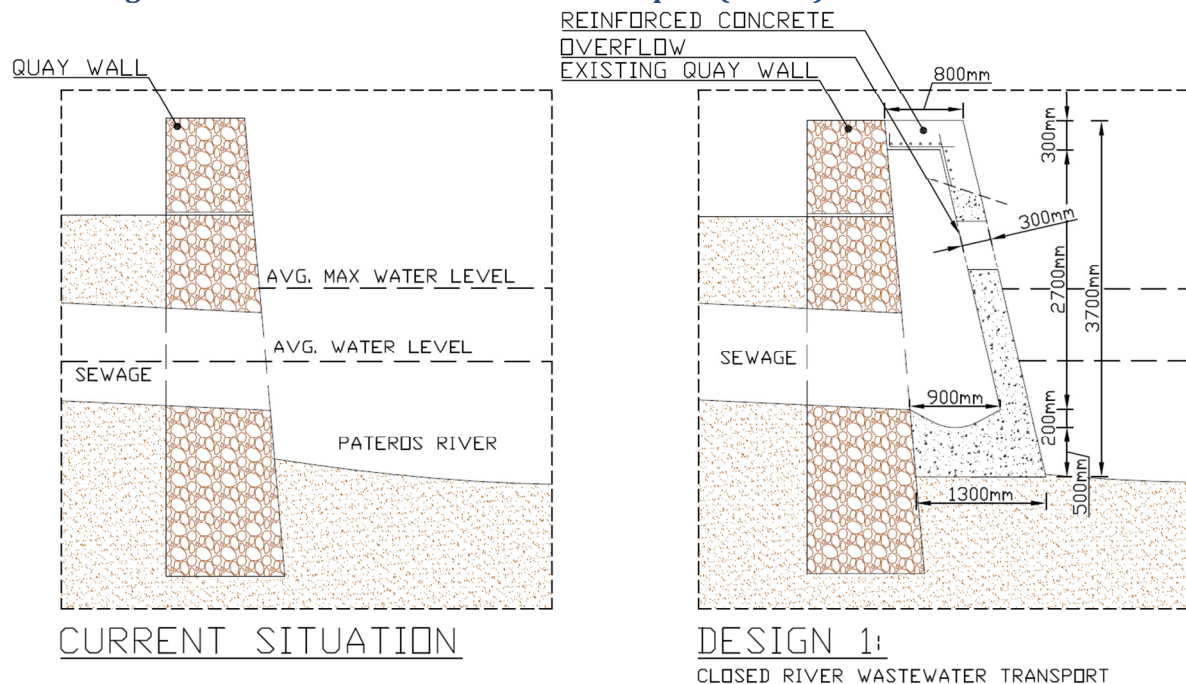 QUAY WALL
AVG. MAX WATER LEVEL
AVG. WATER LEVEL
SEWAGE
PATEROS RIVER
CURRENT SITUATION
REINFORCED CONCRETE
OVERFLOW
EXISTING QUAY WALL
800mm
300mm
300mm
2700mm
3700mm
SEWAGE
900mm
200mm
1300mm
500mm
DESIGN 1:
CLOSED RIVER WASTEWATER TRANSPORT